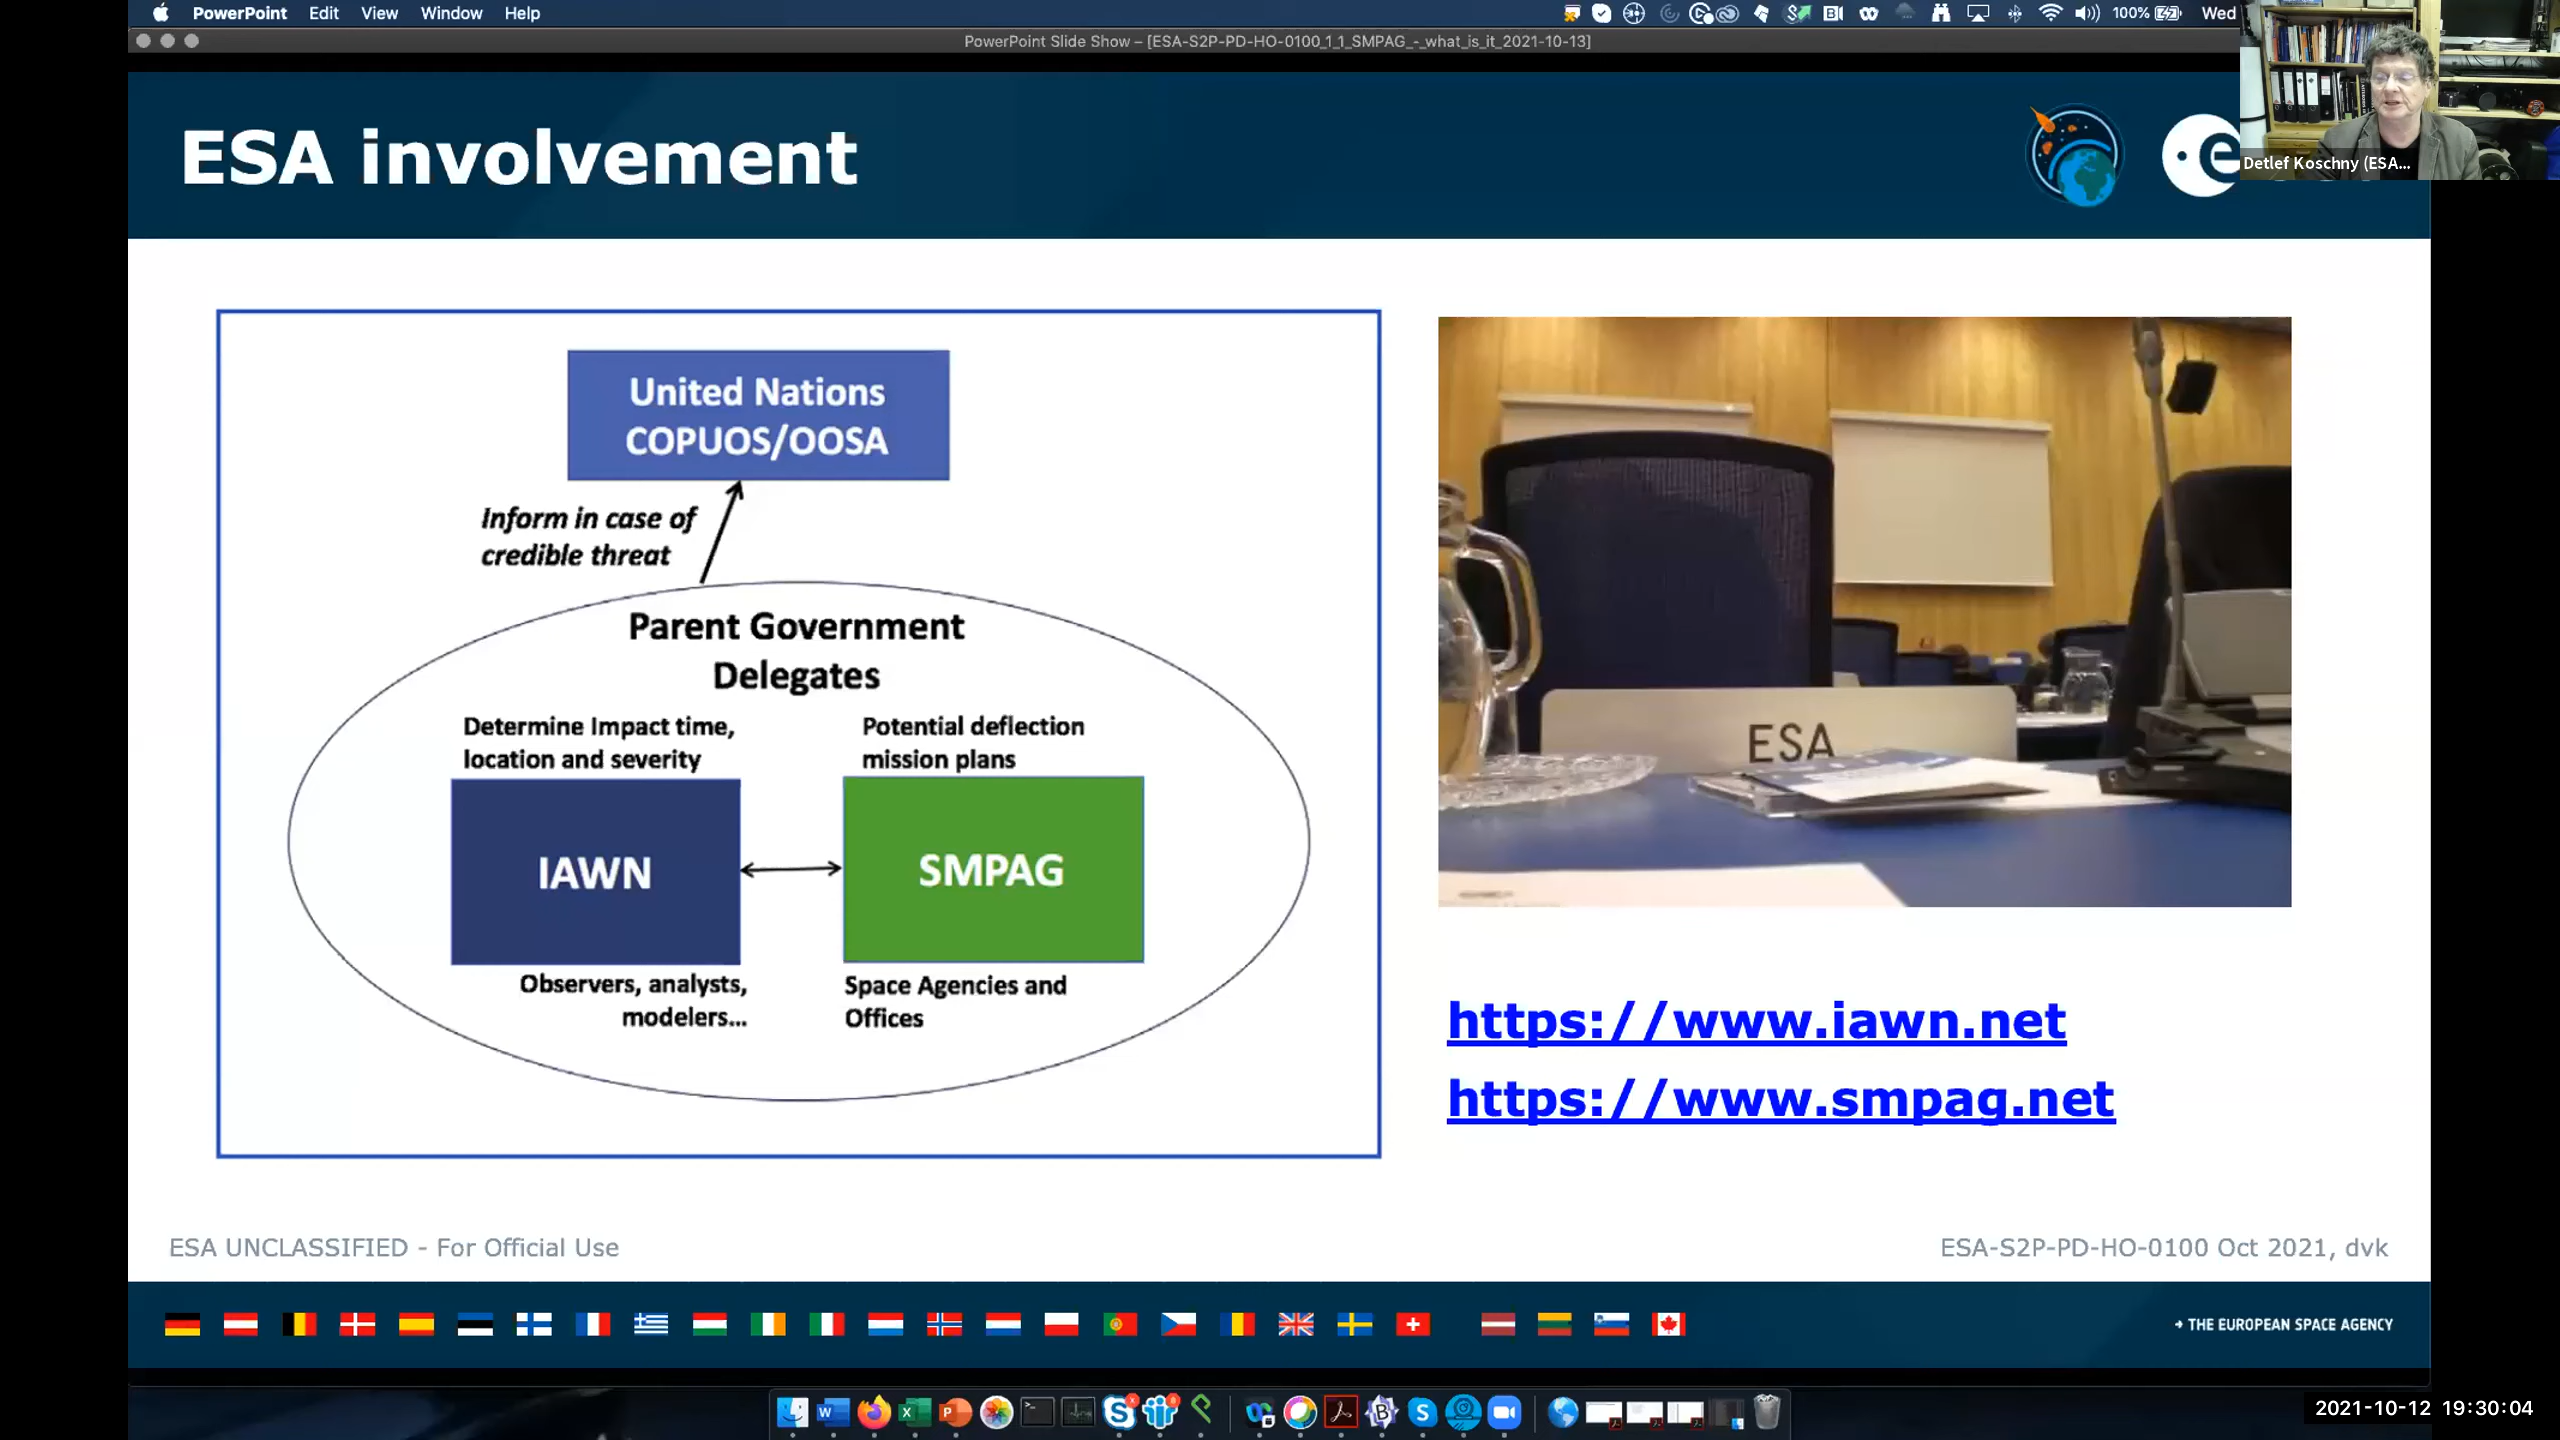 PowerPoint Edit View Window Help
100%
Wed
PowerPoint Slide Show – [ESA-S2P-PD-HO-0100_1_1_SMPAG_-_what_is_it_2021-10-13]
ESA involvement
Detlef Koschny (ESA...
United Nations
COPUOS/OOSA
Inform in case of
credible threat
Parent Government
Delegates
Determine Impact time,
location and severity
Potential deflection
mission plans
IAWN
SMPAG
Observers, analysts,
modelers...
Space Agencies and
Offices
ESA
https://www.iawn.net
https://www.smpag.net
ESA UNCLASSIFIED - For Official Use
ESA-S2P-PD-HO-0100 Oct 2021, dvk
→ THE EUROPEAN SPACE AGENCY
2021-10-12 19:30:04